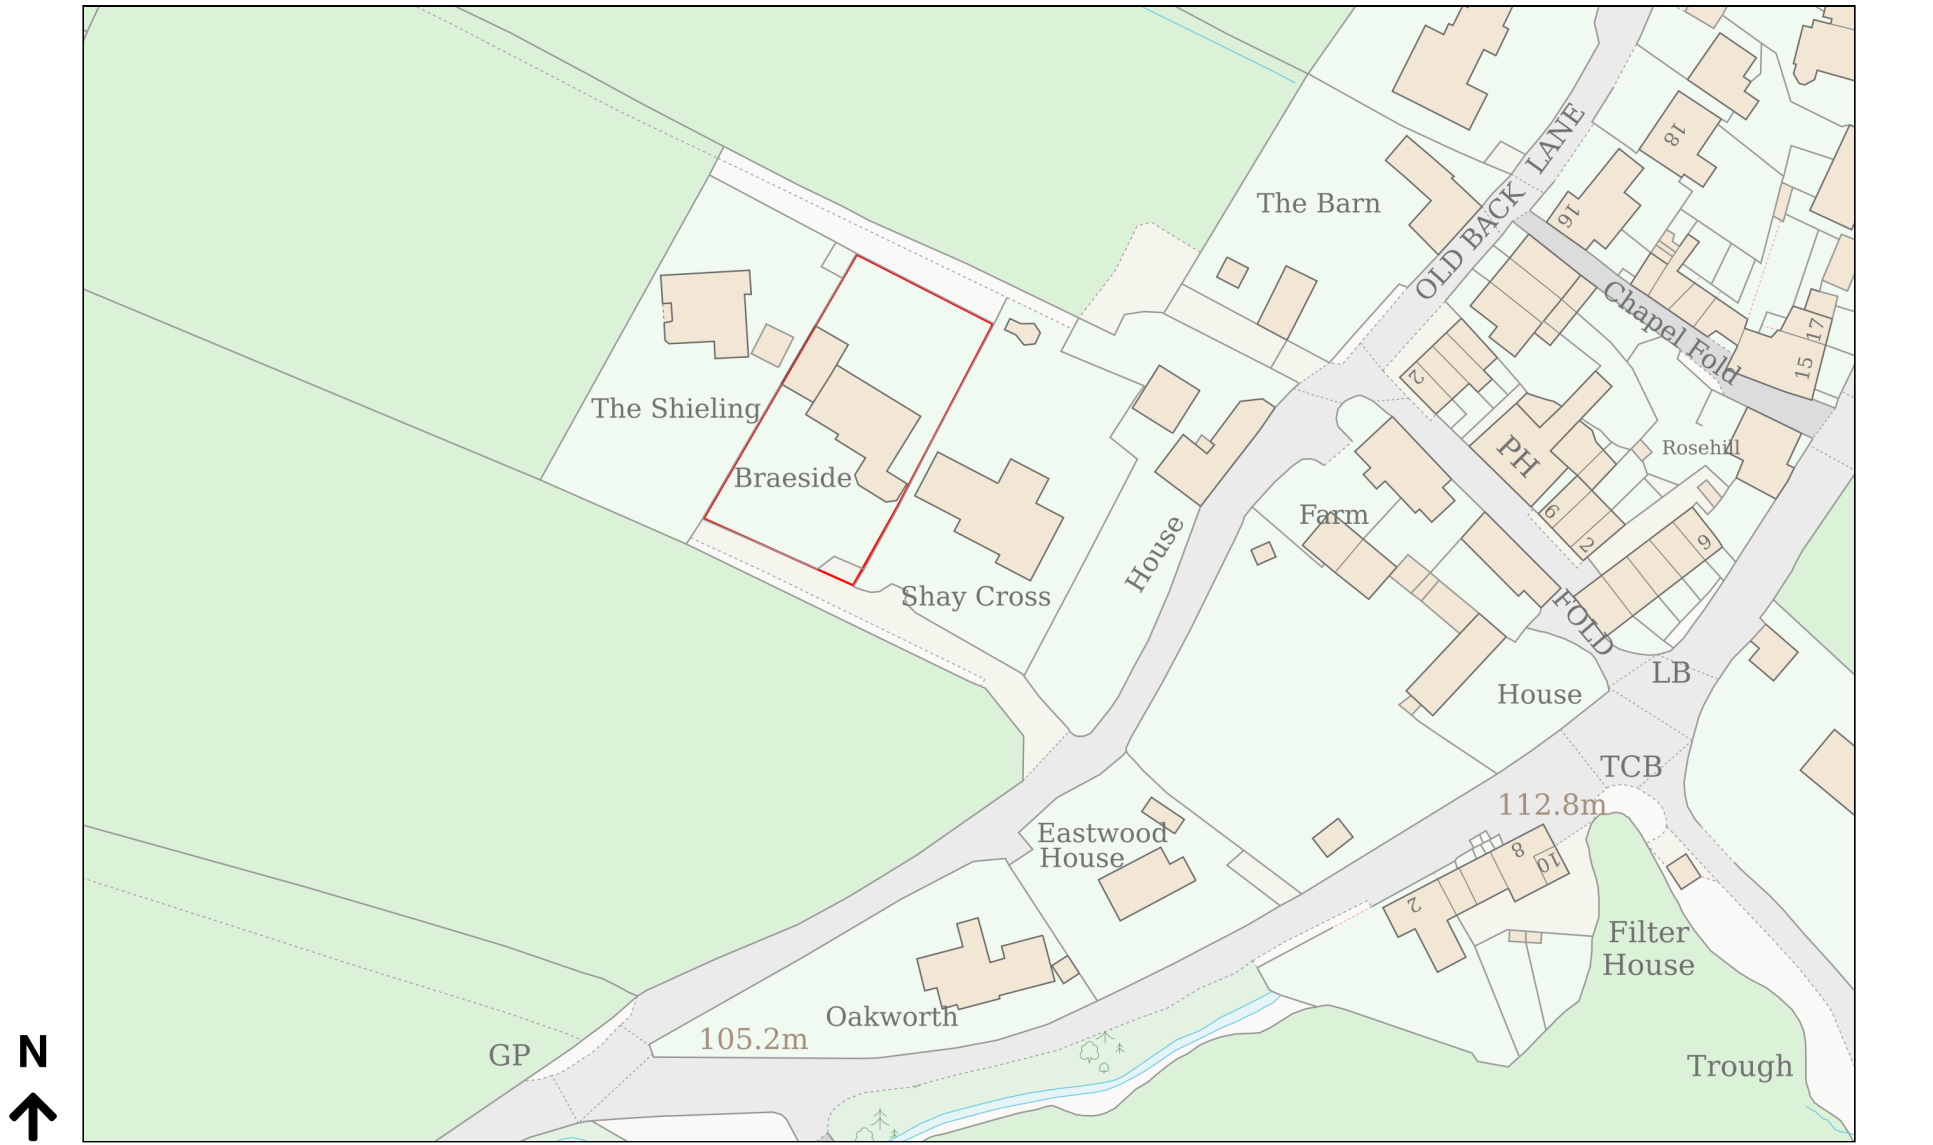 18
OLD BACK LANE
The Barn
16
Chapel Fold
17
15
2
The Shieling
Rosehill
PH
Braeside
6
Farm
2
9
House
Shay Cross
FOLD
LB
House
TCB
112.8m
Eastwood
House
8
10
2
Filter
House
Oakworth
105.2m
GP
Trough
N